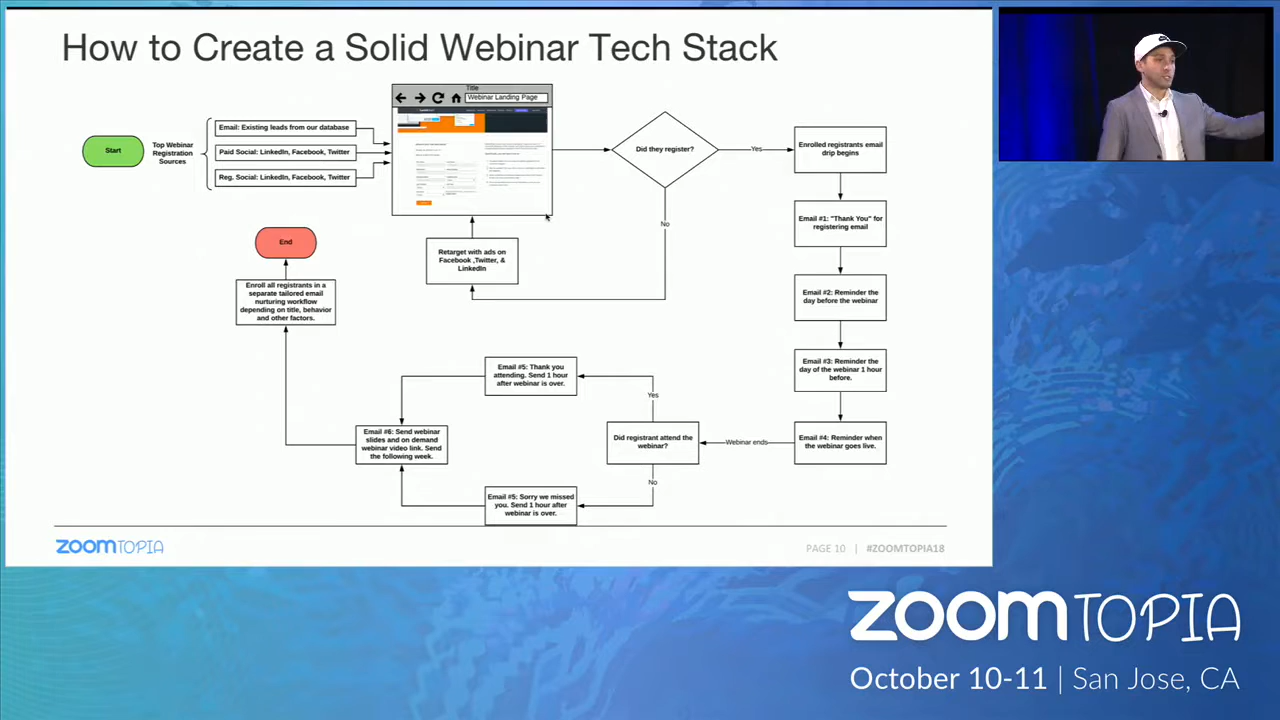 How to Create a Solid Webinar Tech Stack
Title
Webinar Landing Page
Start
Top Webinar
Registration
Sources
Email: Existing leads from our database
Paid Social: LinkedIn, Facebook, Twitter
Reg. Social: LinkedIn, Facebook, Twitter
Did they register?
Yes
No
Enrolled registrants email
drip begins
Email #1: "Thank You" for
registering email
Email #2: Reminder the
day before the webinar
Email #3: Reminder the
day of the webinar 1 hour
before.
Email #4: Reminder when
the webinar goes live.
Retarget with ads on
Facebook ,Twitter, &
LinkedIn
End
Enroll all registrants in a
separate tailored email
nurturing workflow
depending on title, behavior
and other factors.
Webinar ends
Did registrant attend the
webinar?
Yes
No
Email #5: Thank you
attending. Send 1 hour
after webinar is over.
Email #5: Sorry we missed
you. Send 1 hour after
webinar is over.
Email #6: Send webinar
slides and on demand
webinar video link. Send
the following week.
ZOOMTOPIA
PAGE 10 | #ZOOMTOPIA18
ZOOMTOPIA
October 10-11 | San Jose, CA